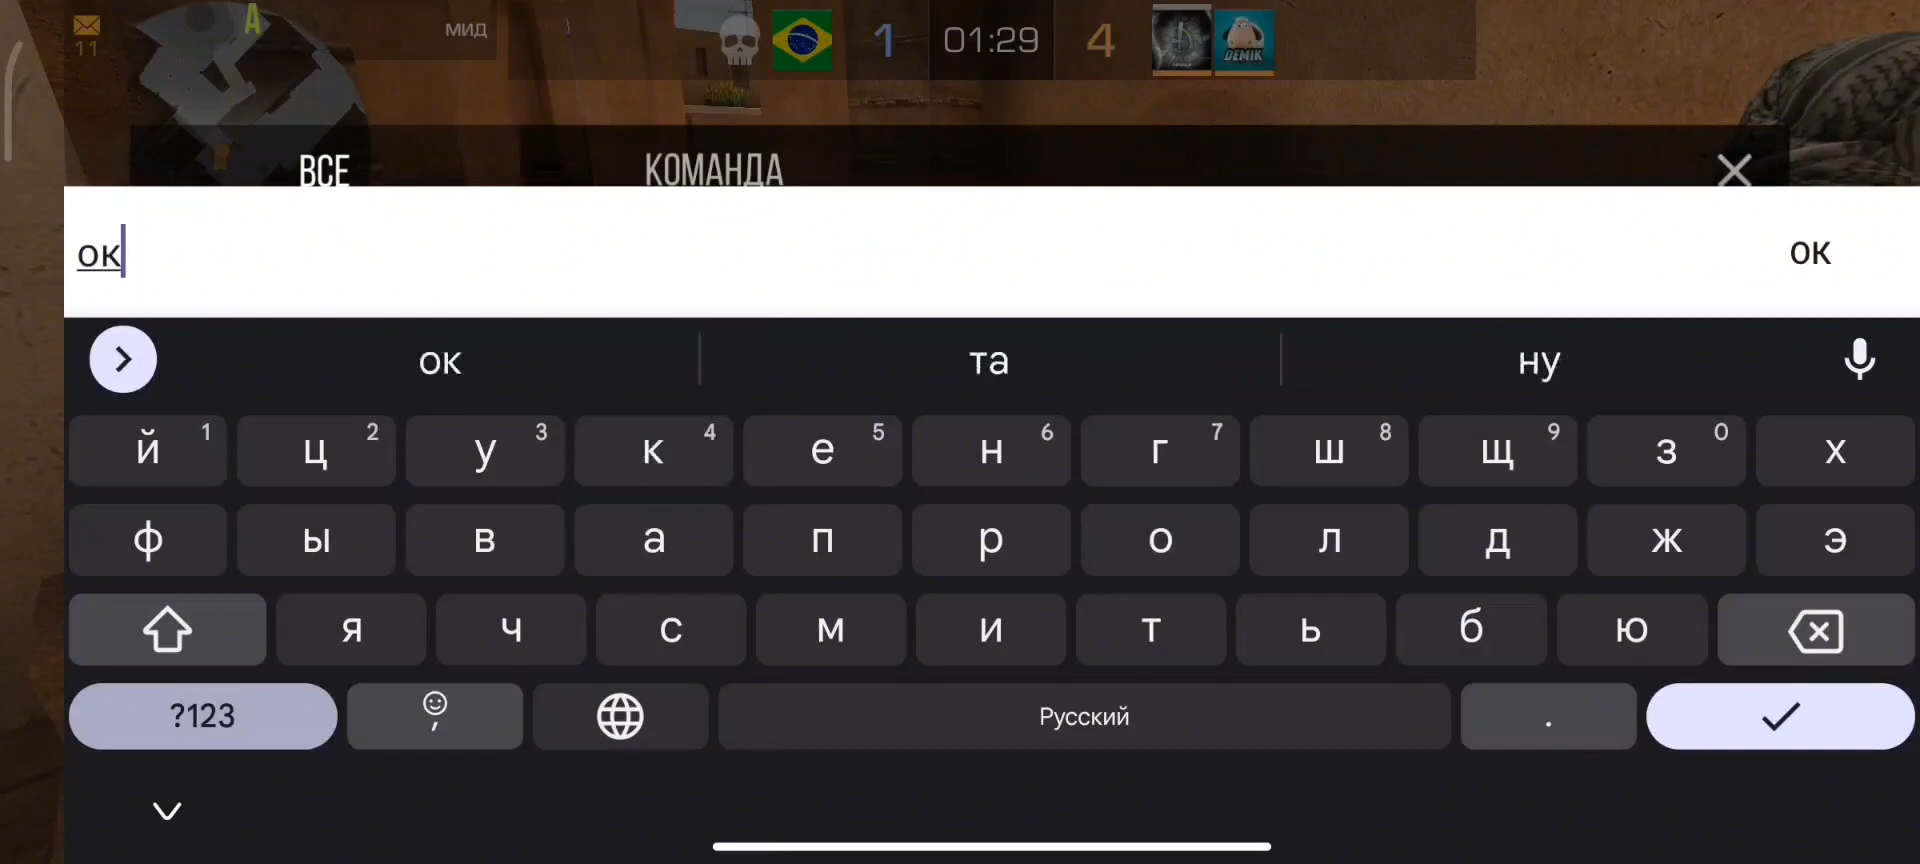 11
A
мид
1
01:29
4
DEMIK
ВСЕ
КОМАНДА
ок
ОК
ок
та
ну
й 1 ц 2 у 3 к 4 е 5 н 6 г 7 ш 8 щ 9 з 0 х
ф ы в а п р о л д ж э
я ч с м и т ь б ю
?123 , Русский .